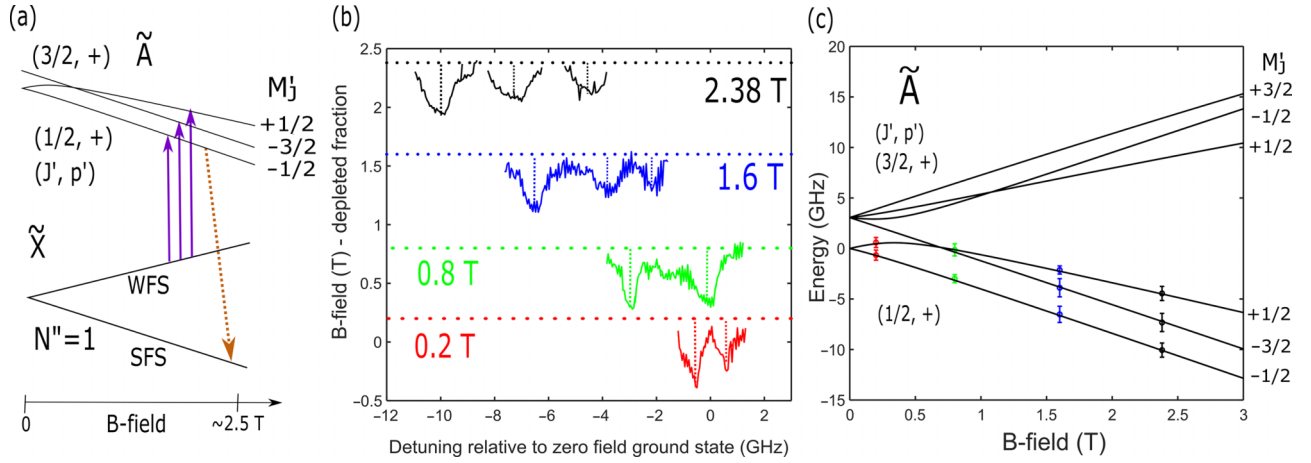 (a)
Ã
(3/2, +)
M'j
+1/2
-3/2
-1/2
(1/2, +)
(J', p')
X̃
WFS
N"=1
SFS
0
B-field
~2.5 T
(b)
B-field (T) - depleted fraction
2.5
2
1.5
1
0.5
0
-0.5
2.38 T
1.6 T
0.8 T
0.2 T
-12
-10
-8
-6
-4
-2
0
2
Detuning relative to zero field ground state (GHz)
(c)
Energy (GHz)
20
15
10
5
0
-5
-10
-15
Ã
(J', p')
(3/2, +)
(1/2, +)
M'j
+3/2
-1/2
+1/2
+1/2
-3/2
-1/2
0
0.5
1
1.5
2
2.5
3
B-field (T)